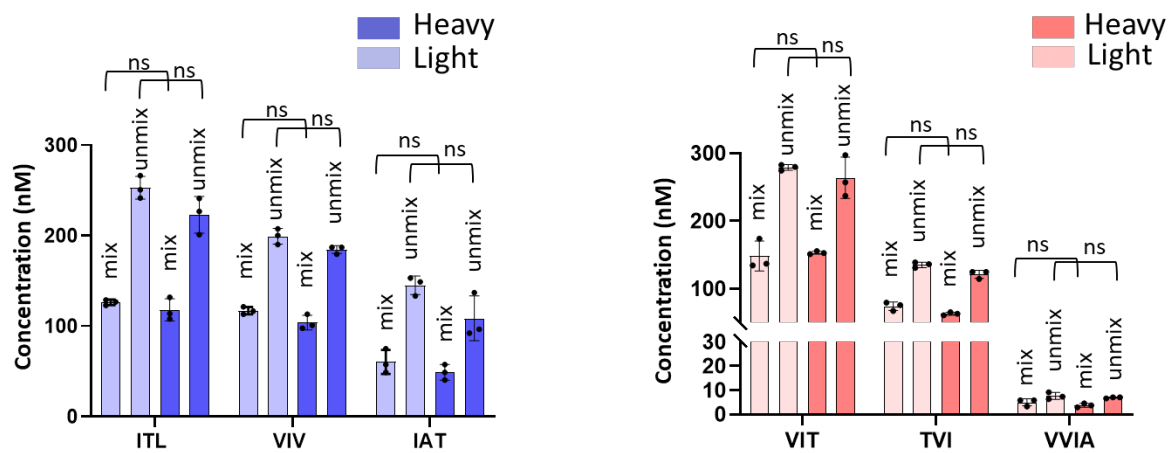 Heavy
Light
ns
ns
ns
ns
ns
ns
mix
unmix
mix
unmix
mix
unmix
mix
unmix
mix
unmix
mix
unmix
Concentration (nM)
300
200
100
0
ITL
VIV
IAT
Heavy
Light
ns
ns
ns
ns
ns
ns
mix
unmix
mix
unmix
mix
unmix
mix
unmix
mix
unmix
mix
unmix
Concentration (nM)
300
200
100
30
20
10
0
VIT
TVI
VVIA